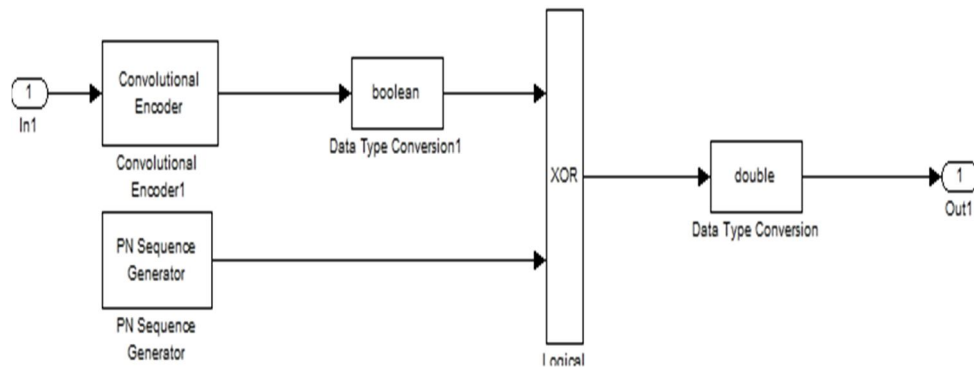 1
In1
Convolutional
Encoder
Convolutional
Encoder1
boolean
Data Type Conversion1
PN Sequence
Generator
PN Sequence
Generator
XOR
Logical
double
Data Type Conversion
1
Out1